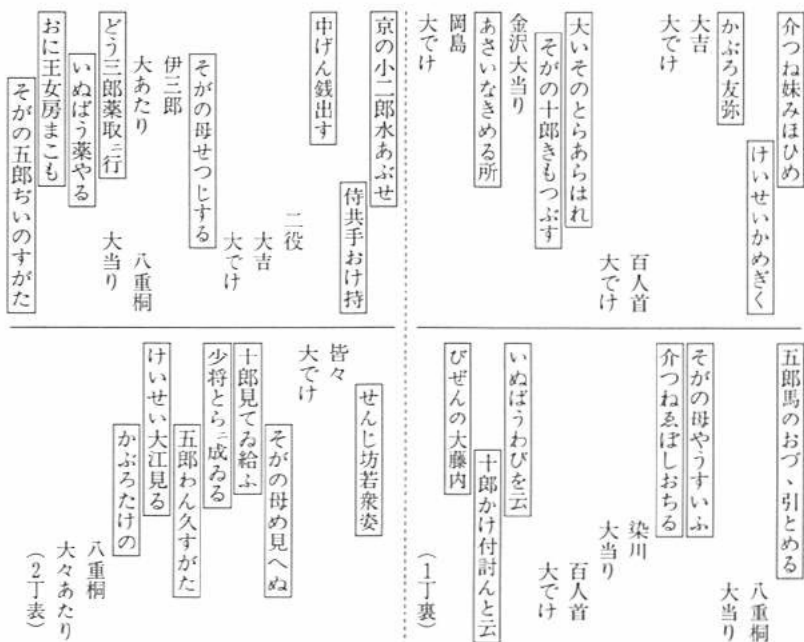 介つね妹みほひめ
けいせいかめぎく
かぶろ友弥
大吉
大でけ
百人首
大でけ
大いそのとらあらはれ
そがの十郎きもつぶす
金沢大当り
あさいなきめる所
岡島
大でけ
五郎馬のおづゝ引とめる
八重桐
大当り
そがの母やうすいふ
介つねゑぼしおちる
染川
大当り
百人首
大でけ
いぬばうわびを云
十郎かけ付討んと云
びぜんの大藤内
(1丁裏)
京の小二郎水あぶせ
侍共手おけ持
中げん銭出す
二役
大吉
大でけ
そがの母せつじする
伊三郎
大あたり
八重桐
大当り
どう三郎薬取ニ行
いぬばう薬やる
おに王女房まこも
そがの五郎ぢいのすがた
せんじ坊若衆姿
皆々
大でけ
そがの母め見へぬ
十郎見てゐ給ふ
少将とらニ成ゐる
五郎わん久すがた
けいせい大江見る
かぶろたけの
八重桐
大々あたり
(2丁表)